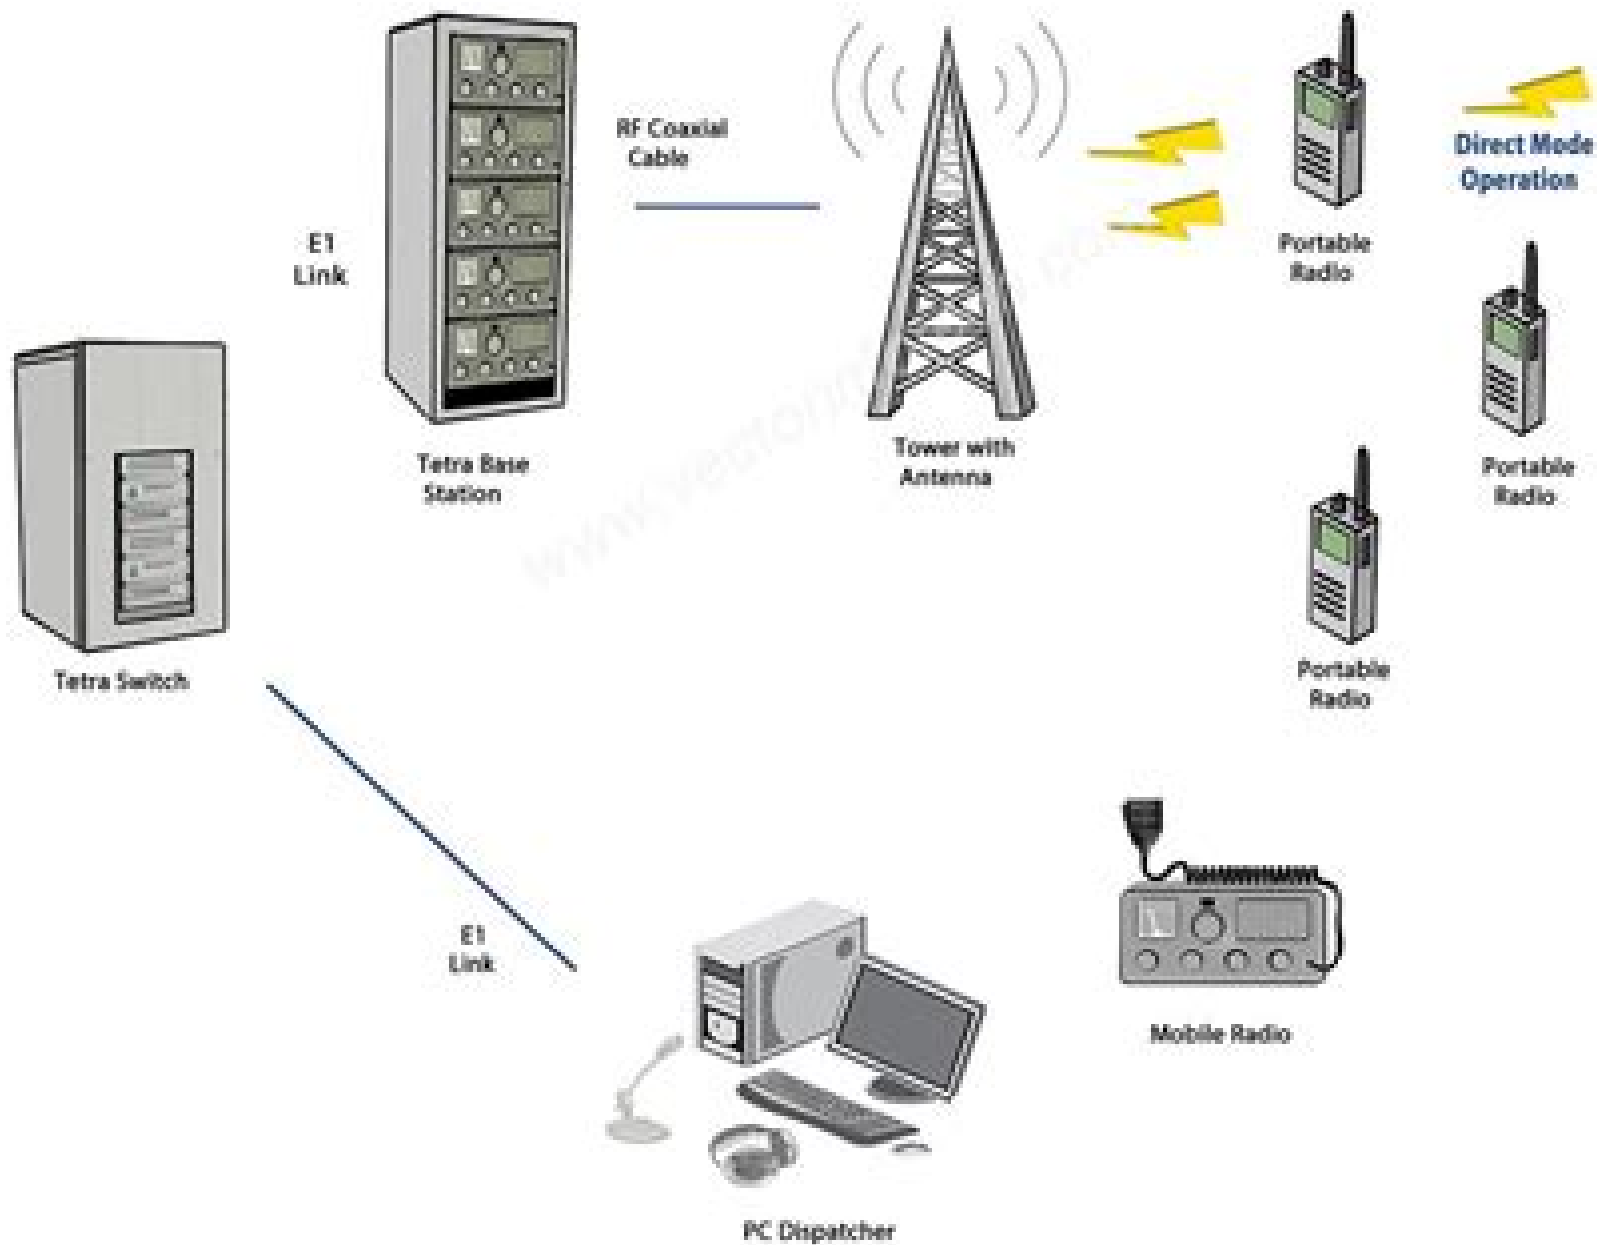 RF Coaxial
Cable
Direct Mode
Operation
E1
Link
Portable
Radio
Tetra Base
Station
Tower with
Antenna
Portable
Radio
Tetra Switch
Portable
Radio
E1
Link
Mobile Radio
PC Dispatcher